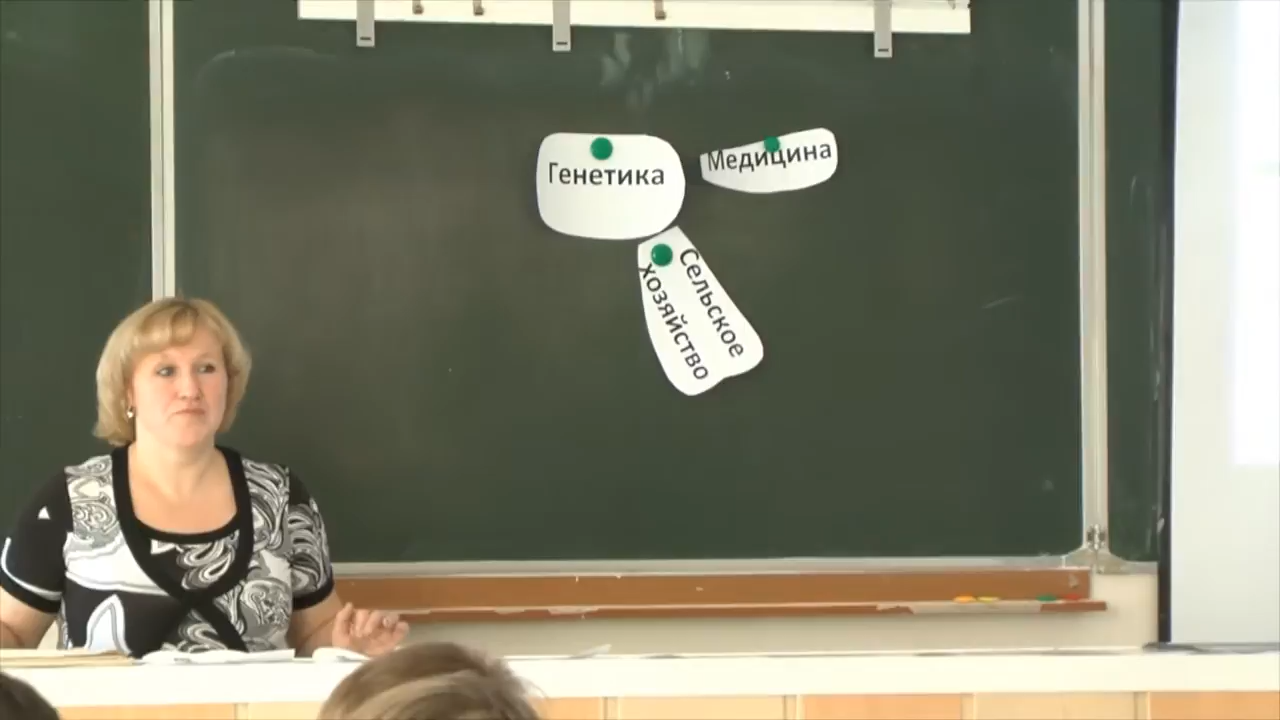 Генетика
Медицина
Сельское
хозяйство